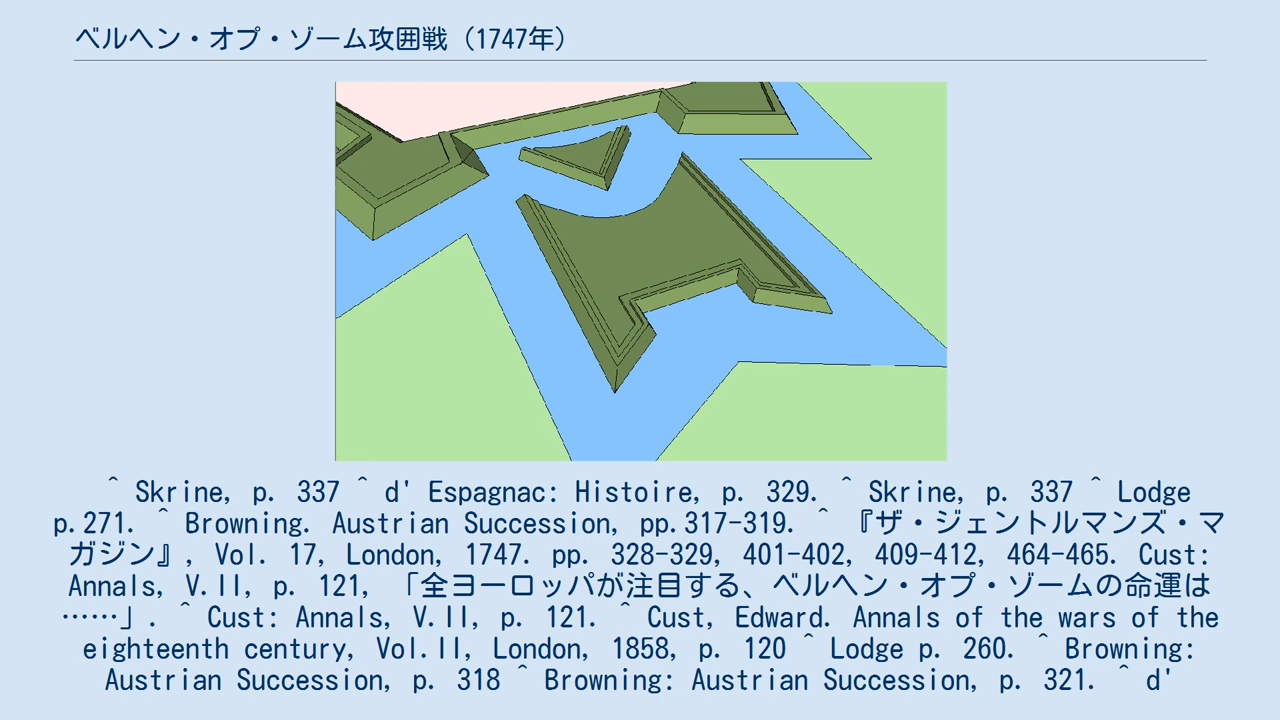 ベルヘン・オプ・ゾーム攻囲戦（1747年）
^ Skrine, p. 337 ^ d' Espagnac: Histoire, p. 329. ^ Skrine, p. 337 ^ Lodge
p.271. ^ Browning. Austrian Succession, pp.317-319. ^ 『ザ・ジェントルマンズ・マ
ガジン』, Vol. 17, London, 1747. pp. 328-329, 401-402, 409-412, 464-465. Cust:
Annals, V.II, p. 121, 「全ヨーロッパが注目する、ベルヘン・オプ・ゾームの命運は
……」. ^ Cust: Annals, V.II, p. 121. ^ Cust, Edward. Annals of the wars of the
eighteenth century, Vol.II, London, 1858, p. 120 ^ Lodge p. 260. ^ Browning:
Austrian Succession, p. 318 ^ Browning: Austrian Succession, p. 321. ^ d'